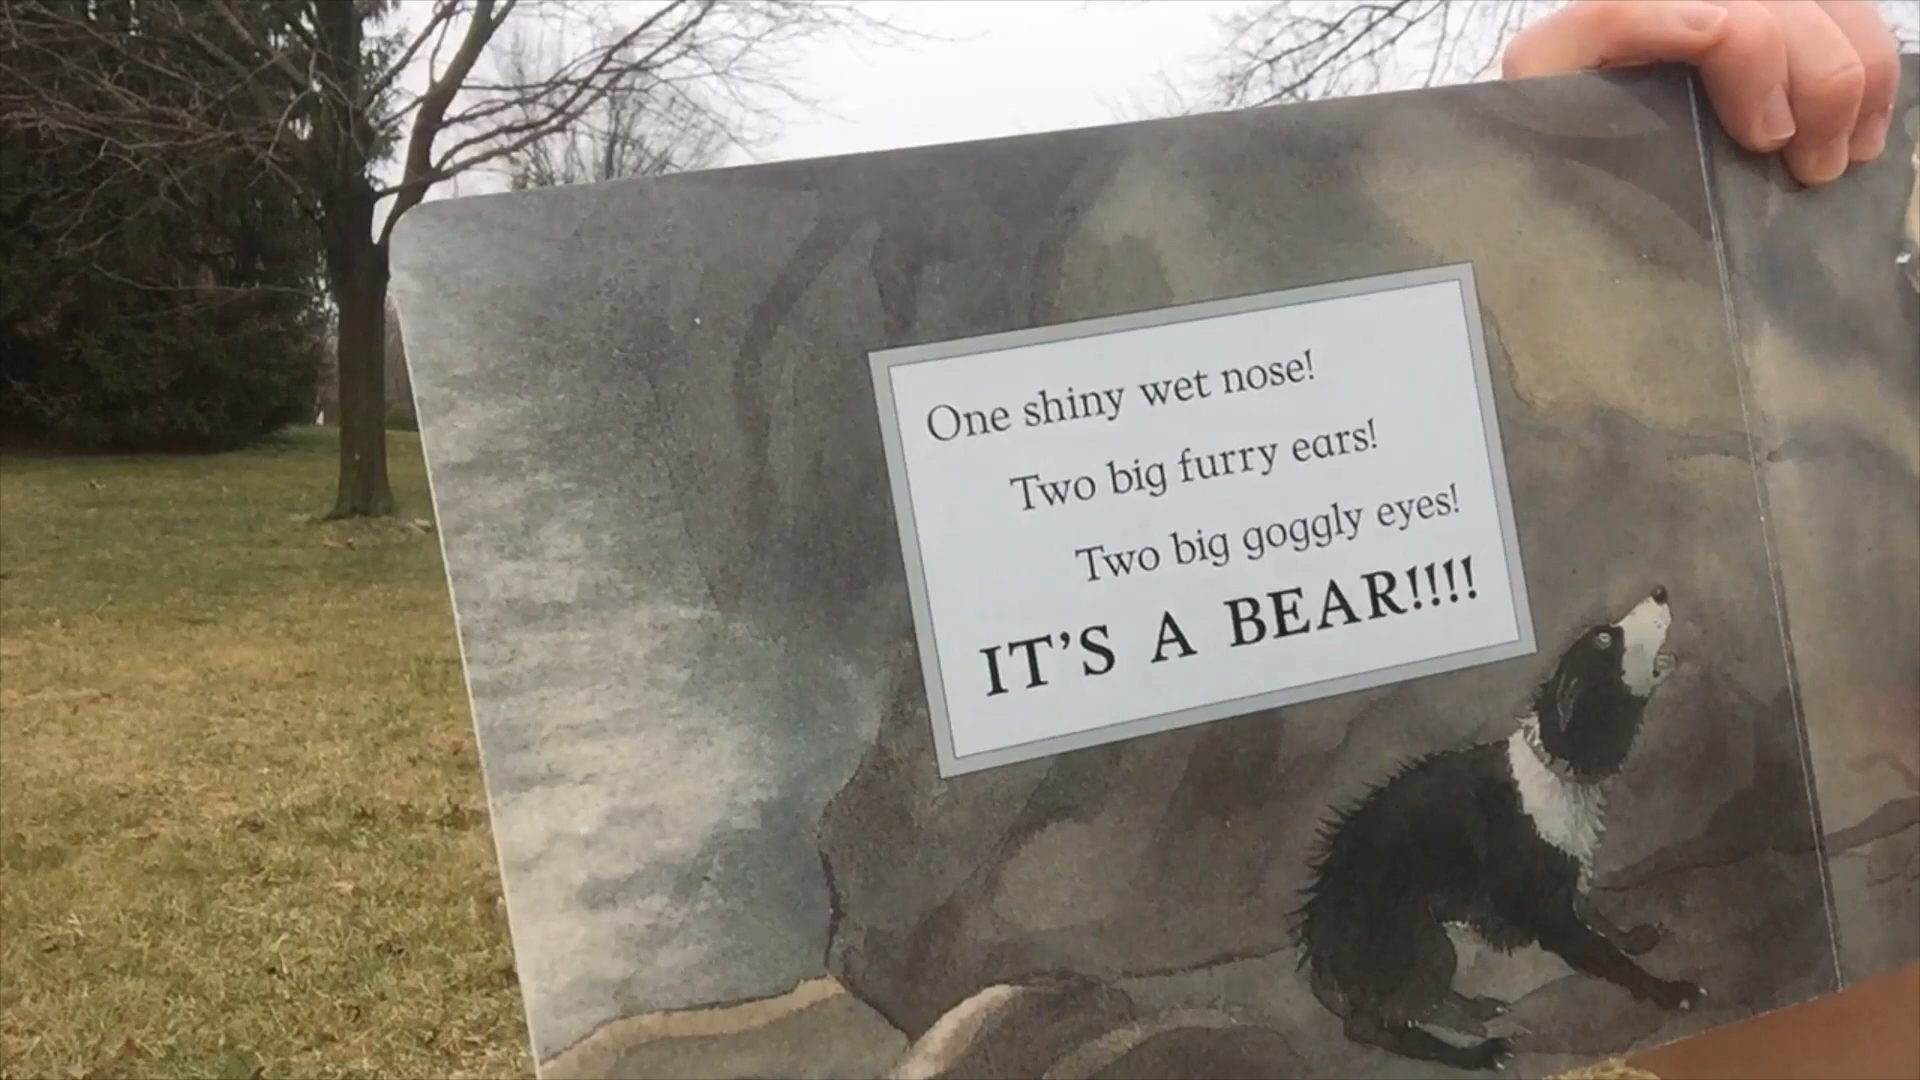 One shiny wet nose!
Two big furry ears!
Two big goggly eyes!
IT'S A BEAR!!!!